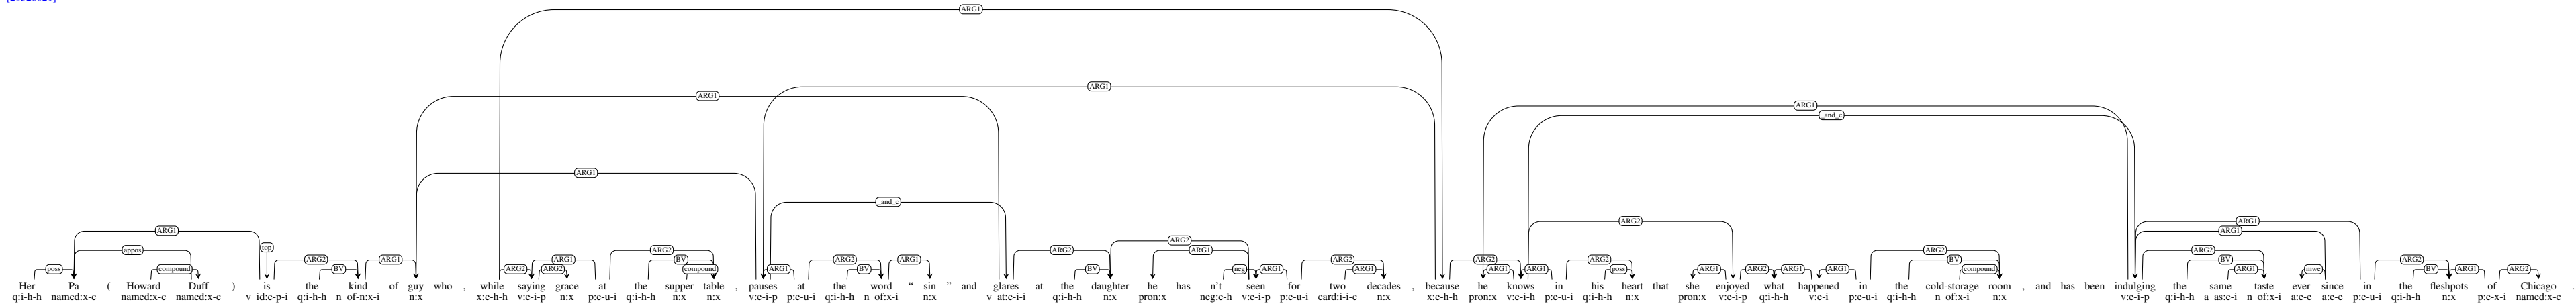 ARG1
ARG1
ARG1
ARG1
_and_c
ARG1
_and_c
ARG2 ARG1
ARG1 ARG1
ARG2 ARG1
top
appos ARG2 ARG2 ARG1 ARG2 ARG2
ARG2 ARG1 ARG1 BV ARG2 ARG1 ARG2 ARG2 ARG2 BV BV ARG2
poss compound BV ARG2 ARG2 compound ARG1 BV BV neg ARG1 ARG1 ARG1 ARG1 poss ARG1 ARG2 ARG1 ARG1 compound ARG1 mwe BV ARG1 ARG2
Her Pa ( Howard Duff ) is the kind of guy who , while saying grace at the supper table , pauses at the word “ sin ” and glares at the daughter he has n't seen for two decades , because he knows in his heart that she enjoyed what happened in the cold-storage room , and has been indulging the same taste ever since in the fleshpots of Chicago
q:i-h-h named:x-c _ named:x-c named:x-c _ v_id:e-p-i q:i-h-h n_of-n:x-i _ n:x _ _ x:e-h-h v:e-i-p n:x p:e-u-i q:i-h-h n:x n:x _ v:e-i-p p:e-u-i q:i-h-h n_of:x-i _ n:x _ _ v_at:e-i-i _ q:i-h-h n:x pron:x _ neg:e-h v:e-i-p p:e-u-i card:i-i-c n:x _ x:e-h-h pron:x v:e-i-h p:e-u-i q:i-h-h n:x _ pron:x v:e-i-p q:i-h-h v:e-i p:e-u-i q:i-h-h n_of:x-i n:x _ _ _ _ v:e-i-p q:i-h-h a_as:e-i n_of:x-i a:e-e a:e-e p:e-u-i q:i-h-h n:x p:e-x-i named:x-c